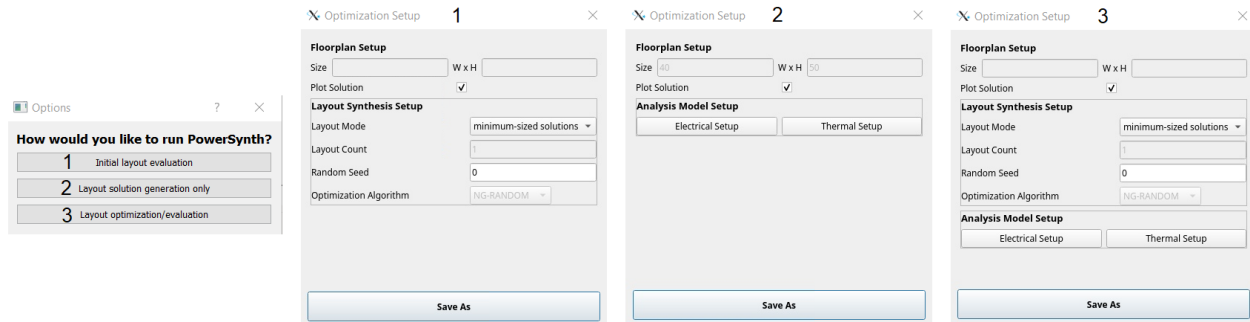 Options ? ×
How would you like to run PowerSynth?
1 Initial layout evaluation
2 Layout solution generation only
3 Layout optimization/evaluation
Optimization Setup 1 ×
Floorplan Setup
Size W x H
Plot Solution ✓
Layout Synthesis Setup
Layout Mode minimum-sized solutions
Layout Count 1
Random Seed 0
Optimization Algorithm NG-RANDOM
Save As
Optimization Setup 2 ×
Floorplan Setup
Size 40 W x H 50
Plot Solution ✓
Analysis Model Setup
Electrical Setup Thermal Setup
Save As
Optimization Setup 3 ×
Floorplan Setup
Size W x H
Plot Solution ✓
Layout Synthesis Setup
Layout Mode minimum-sized solutions
Layout Count 1
Random Seed 0
Optimization Algorithm NG-RANDOM
Analysis Model Setup
Electrical Setup Thermal Setup
Save As